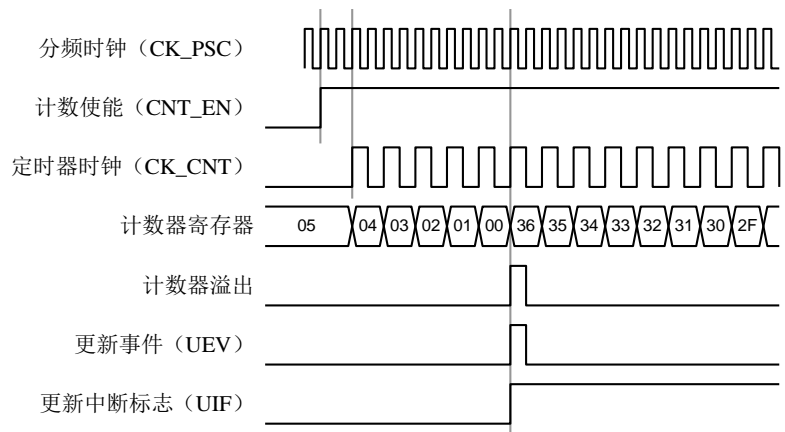 分频时钟（CK_PSC）
计数使能（CNT_EN）
定时器时钟（CK_CNT）
计数器寄存器 05 04 03 02 01 00 36 35 34 33 32 31 30 2F
计数器溢出
更新事件（UEV）
更新中断标志（UIF）